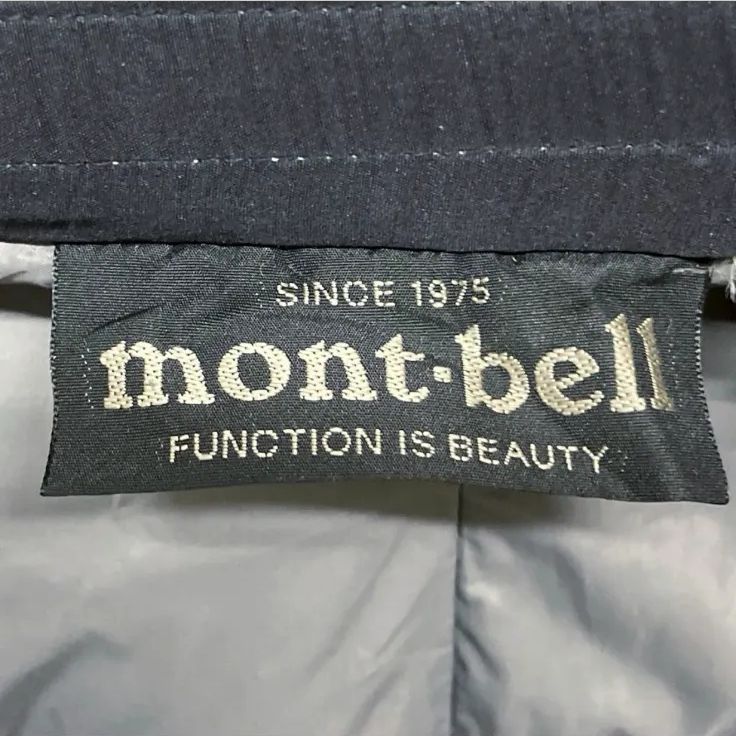 SINCE 1975
mont-bell
FUNCTION IS BEAUTY